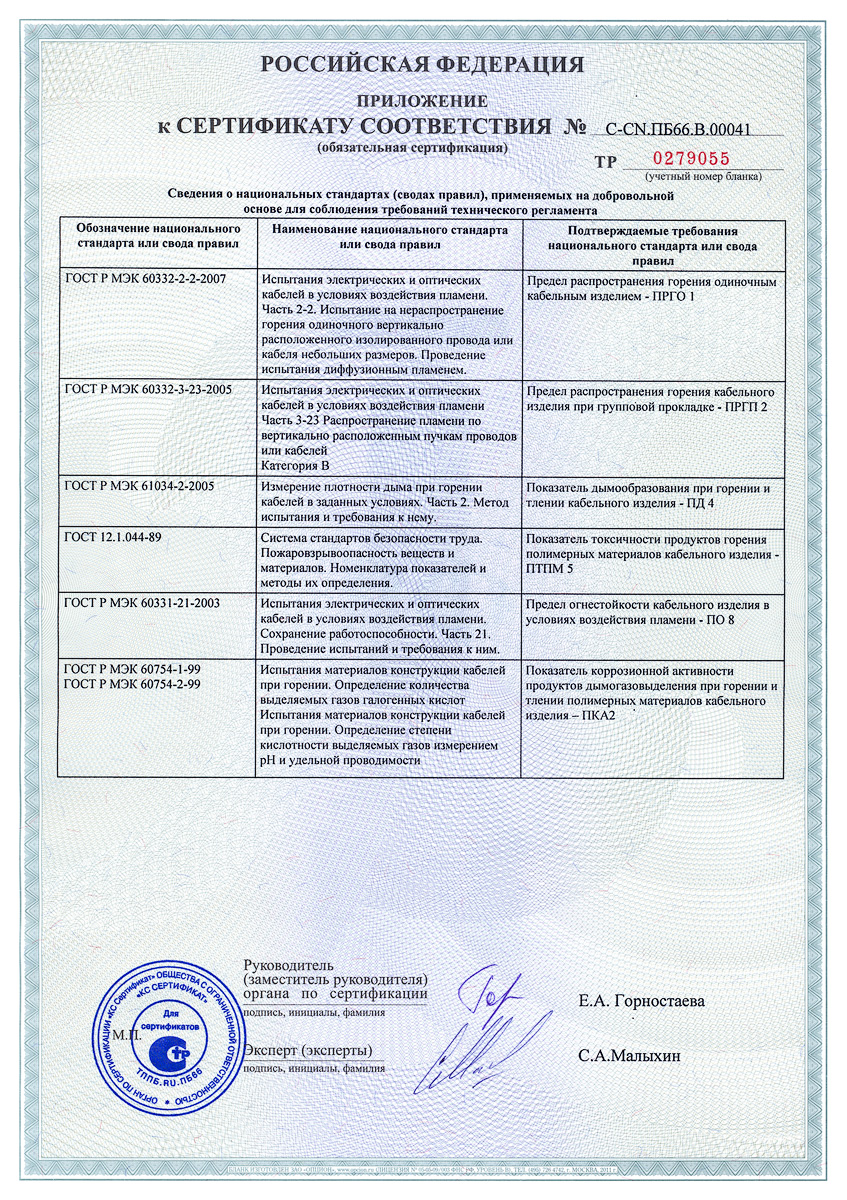 РОССИЙСКАЯ ФЕДЕРАЦИЯ
ПРИЛОЖЕНИЕ
к СЕРТИФИКАТУ СООТВЕТСТВИЯ № С-CN.ПБ66.В.00041
(обязательная сертификация)
ТР 0279055
(учетный номер бланка)
Сведения о национальных стандартах (сводах правил), применяемых на добровольной
основе для соблюдения требований технического регламента
Обозначение национального
стандарта или свода правил
Наименование национального стандарта
или свода правил
Подтверждаемые требования
национального стандарта или свода
правил
ГОСТ Р МЭК 60332-2-2-2007
Испытания электрических и оптических
кабелей в условиях воздействия пламени.
Часть 2-2. Испытание на нераспространение
горения одиночного вертикально
расположенного изолированного провода или
кабеля небольших размеров. Проведение
испытания диффузионным пламенем.
Предел распространения горения одиночным
кабельным изделием - ПРГО 1
ГОСТ Р МЭК 60332-3-23-2005
Испытания электрических и оптических
кабелей в условиях воздействия пламени
Часть 3-23 Распространение пламени по
вертикально расположенным пучкам проводов
или кабелей
Категория В
Предел распространения горения кабельного
изделия при групповой прокладке - ПРГП 2
ГОСТ Р МЭК 61034-2-2005
Измерение плотности дыма при горении
кабелей в заданных условиях. Часть 2. Метод
испытания и требования к нему.
Показатель дымообразования при горении и
тлении кабельного изделия - ПД 4
ГОСТ 12.1.044-89
Система стандартов безопасности труда.
Пожаровзрывоопасность веществ и
материалов. Номенклатура показателей и
методы их определения.
Показатель токсичности продуктов горения
полимерных материалов кабельного изделия -
ПТПМ 5
ГОСТ Р МЭК 60331-21-2003
Испытания электрических и оптических
кабелей в условиях воздействия пламени.
Сохранение работоспособности. Часть 21.
Проведение испытаний и требования к ним.
Предел огнестойкости кабельного изделия в
условиях воздействия пламени - ПО 8
ГОСТ Р МЭК 60754-1-99
ГОСТ Р МЭК 60754-2-99
Испытания материалов конструкции кабелей
при горении. Определение количества
выделяемых газов галогенных кислот
Испытания материалов конструкции кабелей
при горении. Определение степени
кислотности выделяемых газов измерением
рН и удельной проводимости
Показатель коррозионной активности
продуктов дымогазовыделения при горении и
тлении полимерных материалов кабельного
изделия – ПКА2
Руководитель
(заместитель руководителя)
органа по сертификации
подпись, инициалы, фамилия
Е.А. Горностаева
М.П.
Эксперт (эксперты)
подпись, инициалы, фамилия
С.А.Малыхин
ОРГАН ПО СЕРТИФИКАЦИИ «КС Сертификат» ОБЩЕСТВА С ОГРАНИЧЕННОЙ ОТВЕТСТВЕННОСТЬЮ
«КС СЕРТИФИКАТ»
Для
сертификатов
ТППБ.RU.ПБ66
БЛАНК ИЗГОТОВЛЕН ЗАО «ОПЦИОН»